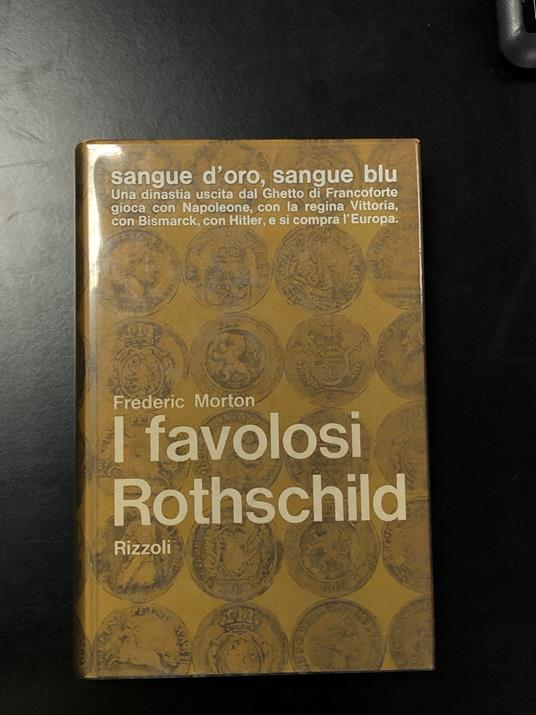 sangue d'oro, sangue blu
Una dinastia uscita dal Ghetto di Francoforte
gioca con Napoleone, con la regina Vittoria,
con Bismarck, con Hitler, e si compra l'Europa.
Frederic Morton
I favolosi
Rothschild
Rizzoli